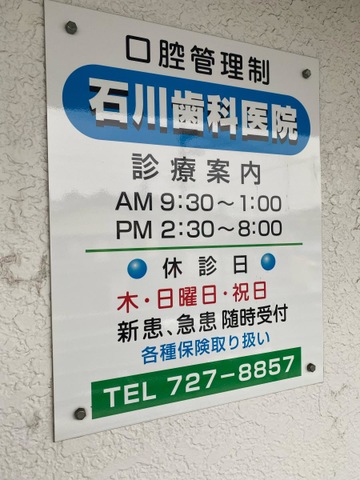 口腔管理制
石川歯科医院
診療案内
AM 9:30～1:00
PM 2:30～8:00
休診日
木・日曜日・祝日
新患、急患 随時受付
各種保険取り扱い
TEL 727-8857